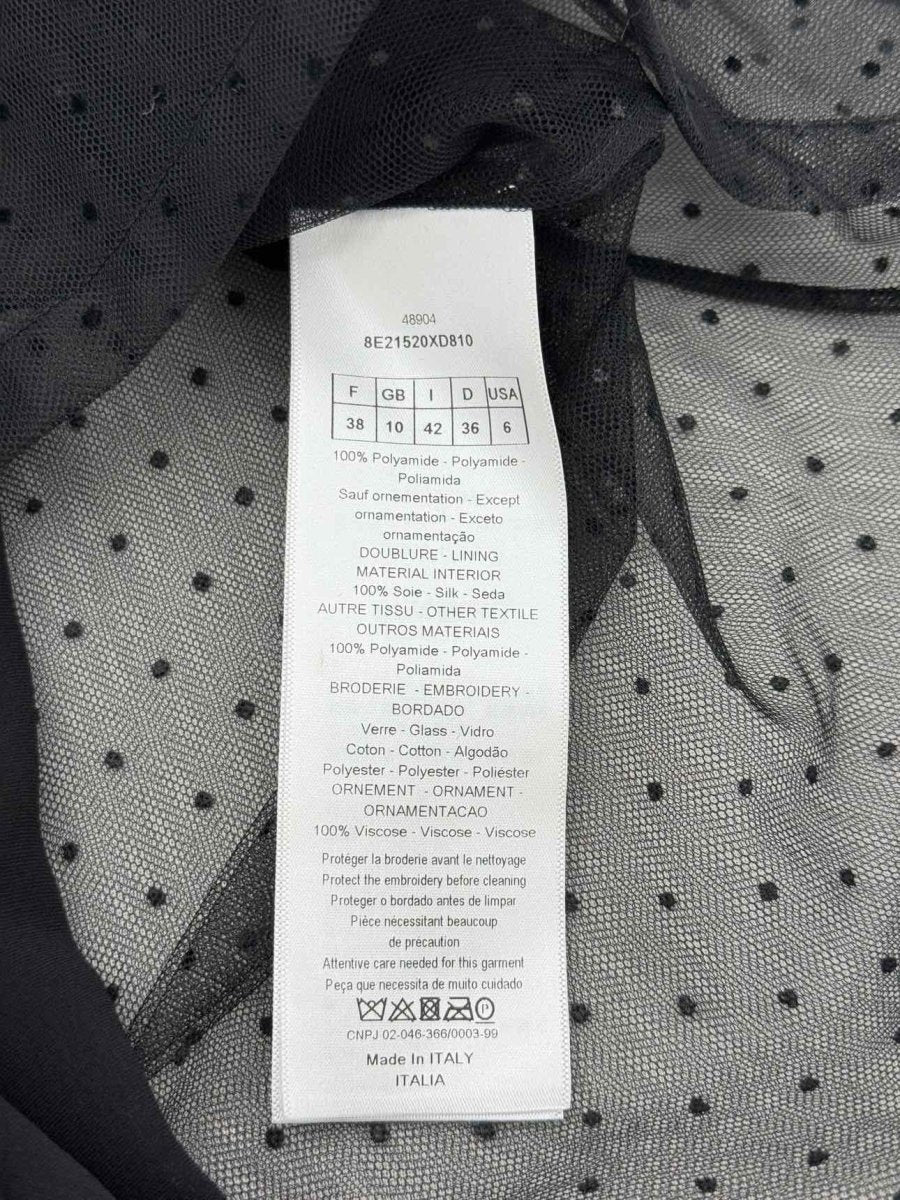 48904
8E21520XD810
F GB I D USA
38 10 42 36 6
100% Polyamide - Polyamide -
Poliamida
Sauf ornementation - Except
ornamentation - Exceto
ornamentação
DOUBLURE - LINING
MATERIAL INTERIOR
100% Soie - Silk - Seda
AUTRE TISSU - OTHER TEXTILE
OUTROS MATERIAIS
100% Polyamide - Polyamide -
Poliamida
BRODERIE - EMBROIDERY -
BORDADO
Verre - Glass - Vidro
Coton - Cotton - Algodão
Polyester - Polyester - Poliéster
ORNEMENT - ORNAMENT -
ORNAMENTACAO
100% Viscose - Viscose - Viscose
Protéger la broderie avant le nettoyage
Protect the embroidery before cleaning
Proteger o bordado antes de limpar
Pièce nécessitant beaucoup
de précaution
Attentive care needed for this garment
Peça que necessita de muito cuidado
P
CNPJ 02-046-366/0003-99
Made In ITALY
ITALIA